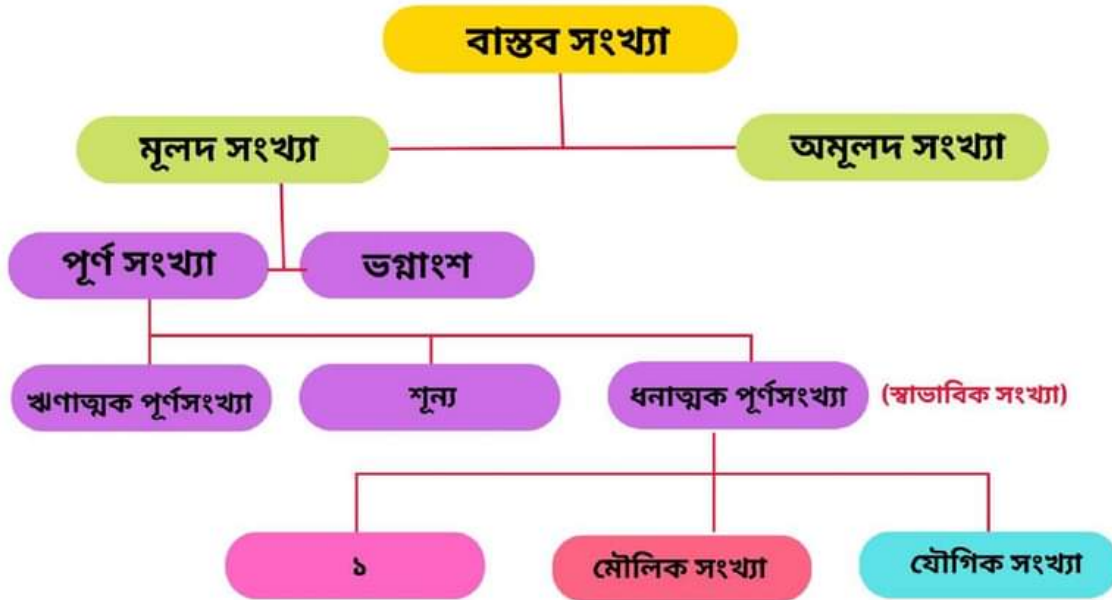 বাস্তব সংখ্যা
মূলদ সংখ্যা
অমূলদ সংখ্যা
পূর্ণ সংখ্যা
ভগ্নাংশ
ঋণাত্মক পূর্ণসংখ্যা
শূন্য
ধনাত্মক পূর্ণসংখ্যা
(স্বাভাবিক সংখ্যা)
১
মৌলিক সংখ্যা
যৌগিক সংখ্যা